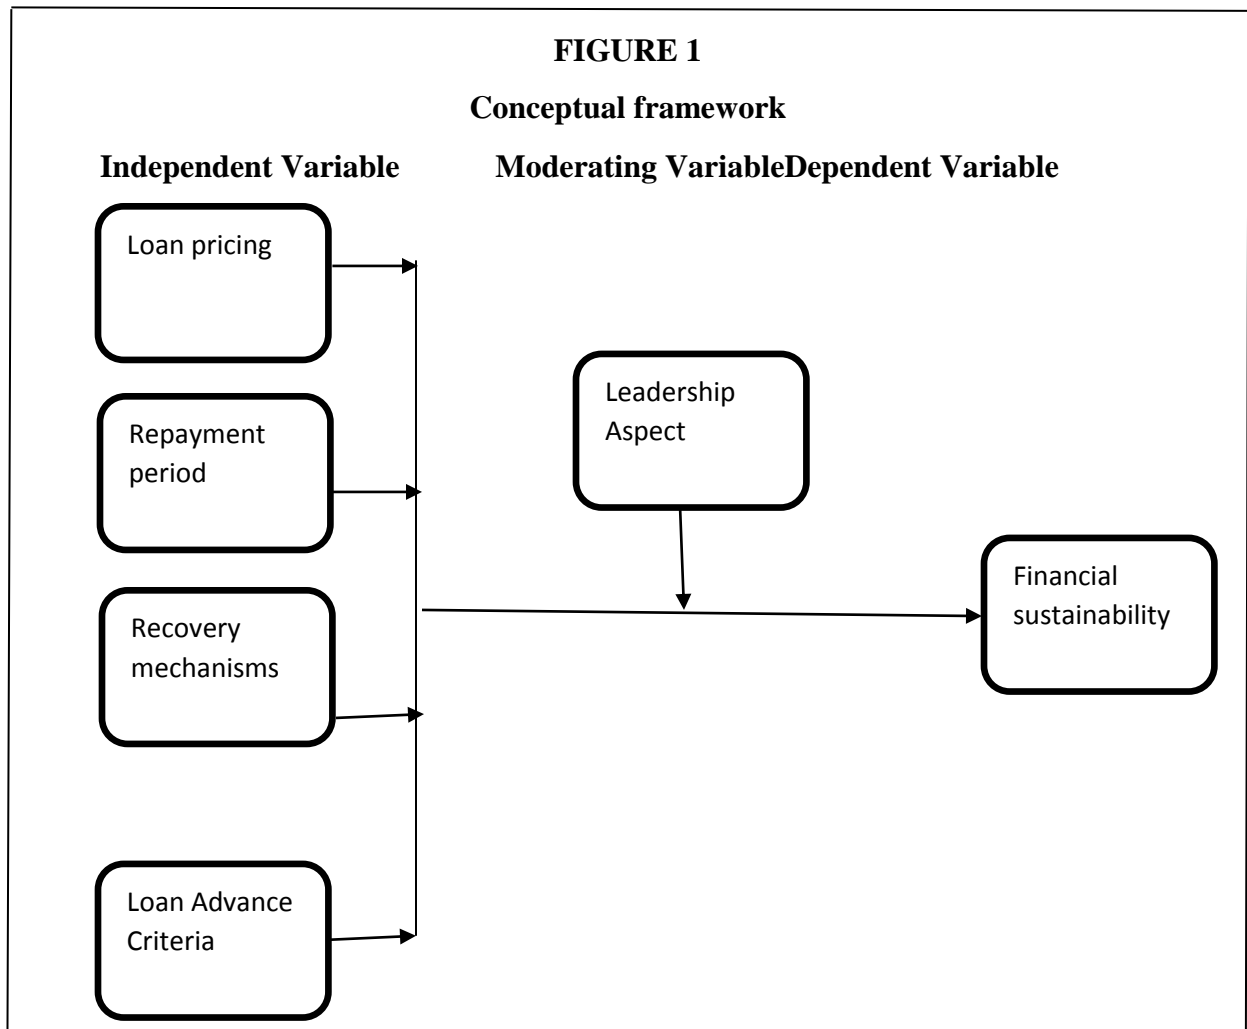 FIGURE 1
Conceptual framework
Independent Variable Moderating VariableDependent Variable
Loan pricing
Repayment
period
Leadership
Aspect
Recovery
mechanisms
Financial
sustainability
Loan Advance
Criteria